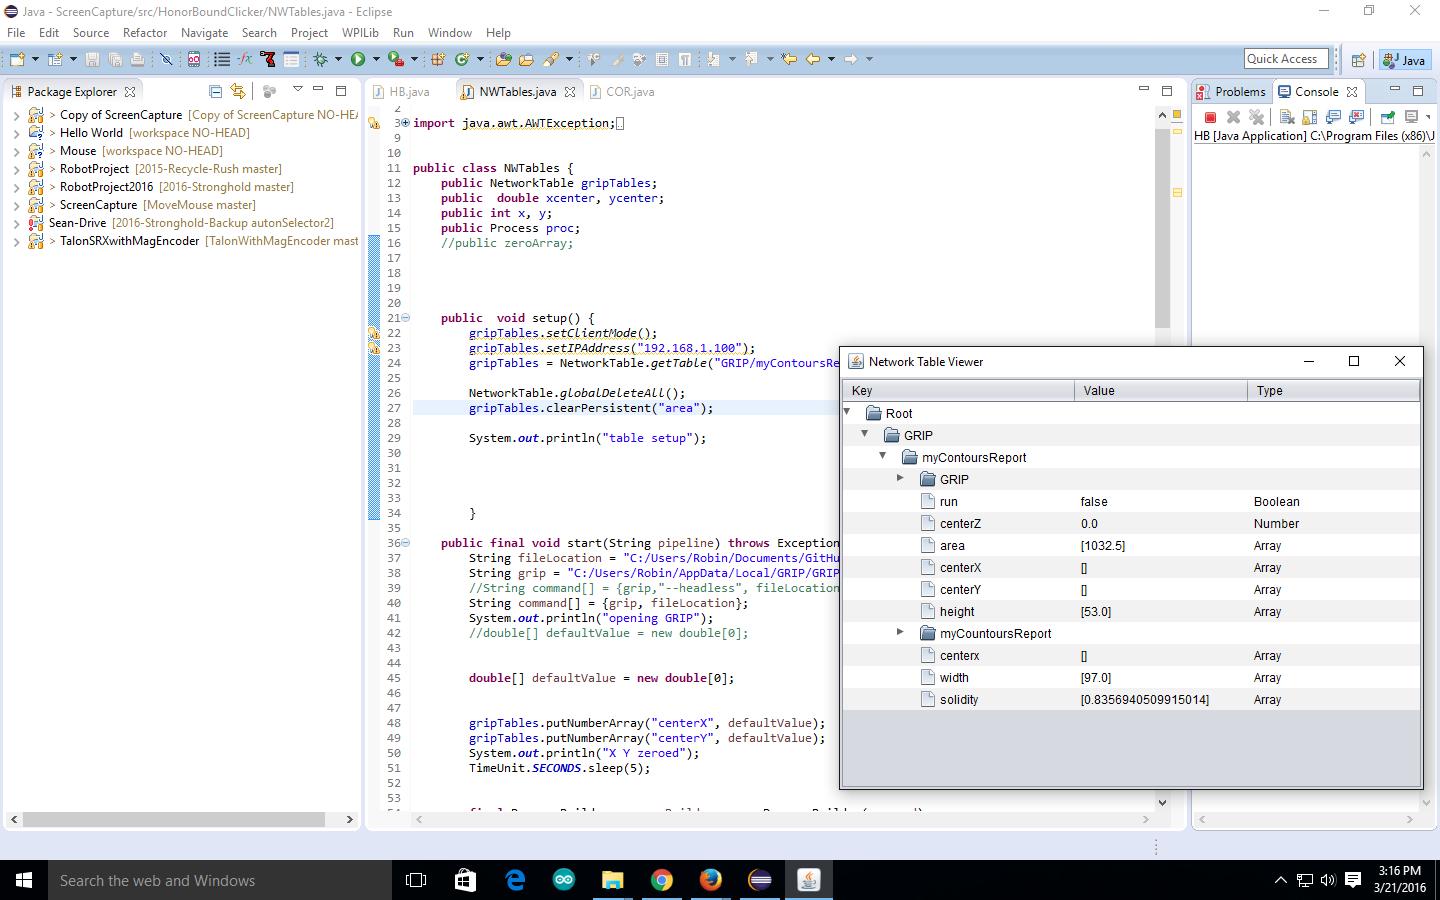 Java - ScreenCapture/src/HonorBoundClicker/NWTables.java - Eclipse
File Edit Source Refactor Navigate Search Project WPILib Run Window Help
Quick Access
Java
Package Explorer
> Copy of ScreenCapture [Copy of ScreenCapture NO-HEA
> Hello World [workspace NO-HEAD]
> Mouse [workspace NO-HEAD]
> RobotProject [2015-Recycle-Rush master]
> RobotProject2016 [2016-Stronghold master]
> ScreenCapture [MoveMouse master]
Sean-Drive [2016-Stronghold-Backup autonSelector2]
> TalonSRXwithMagEncoder [TalonWithMagEncoder mast
HB.java NWTables.java COR.java
2
3 import java.awt.AWTException;
9
10
11 public class NWTables {
12 public NetworkTable gripTables;
13 public double xcenter, ycenter;
14 public int x, y;
15 public Process proc;
16 //public zeroArray;
17
18
19
20
21 public void setup() {
22 gripTables.setClientMode();
23 gripTables.setIPAddress("192.168.1.100");
24 gripTables = NetworkTable.getTable("GRIP/myContoursRe
25
26 NetworkTable.globalDeleteAll();
27 gripTables.clearPersistent("area");
28
29 System.out.println("table setup");
30
31
32
33
34 }
35
36 public final void start(String pipeline) throws Exception
37 String fileLocation = "C:/Users/Robin/Documents/GitHu
38 String grip = "C:/Users/Robin/AppData/Local/GRIP/GRIP
39 //String command[] = {grip,"--headless", fileLocation
40 String command[] = {grip, fileLocation};
41 System.out.println("opening GRIP");
42 //double[] defaultValue = new double[0];
43
44
45 double[] defaultValue = new double[0];
46
47
48 gripTables.putNumberArray("centerX", defaultValue);
49 gripTables.putNumberArray("centerY", defaultValue);
50 System.out.println("X Y zeroed");
51 TimeUnit.SECONDS.sleep(5);
52
53
Problems Console
HB [Java Application] C:\Program Files (x86)\J
Network Table Viewer
Key Value Type
Root
GRIP
myContoursReport
GRIP
run false Boolean
centerZ 0.0 Number
area [1032.5] Array
centerX [] Array
centerY [] Array
height [53.0] Array
myCountoursReport
centerx [] Array
width [97.0] Array
solidity [0.8356940509915014] Array
Search the web and Windows
3:16 PM
3/21/2016